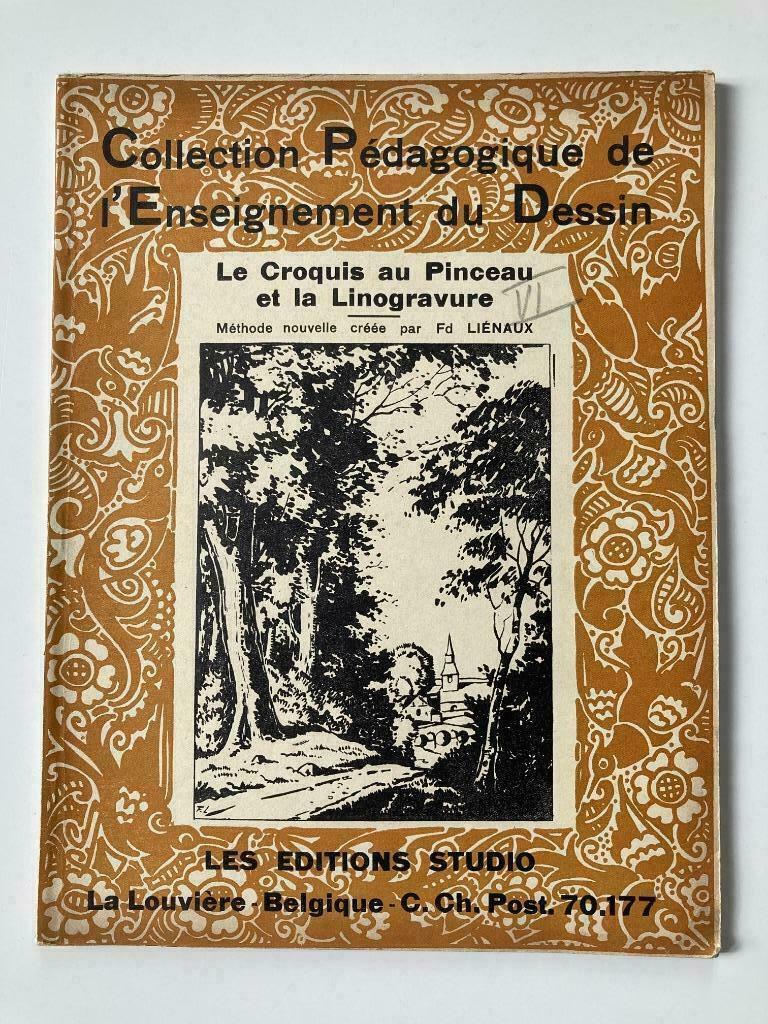 Collection Pédagogique de
l'Enseignement du Dessin
Le Croquis au Pinceau
et la Linogravure
VI
Méthode nouvelle créée par Fd LIÉNAUX
F.L
LES EDITIONS STUDIO
La Louvière - Belgique - C. Ch. Post. 70.177